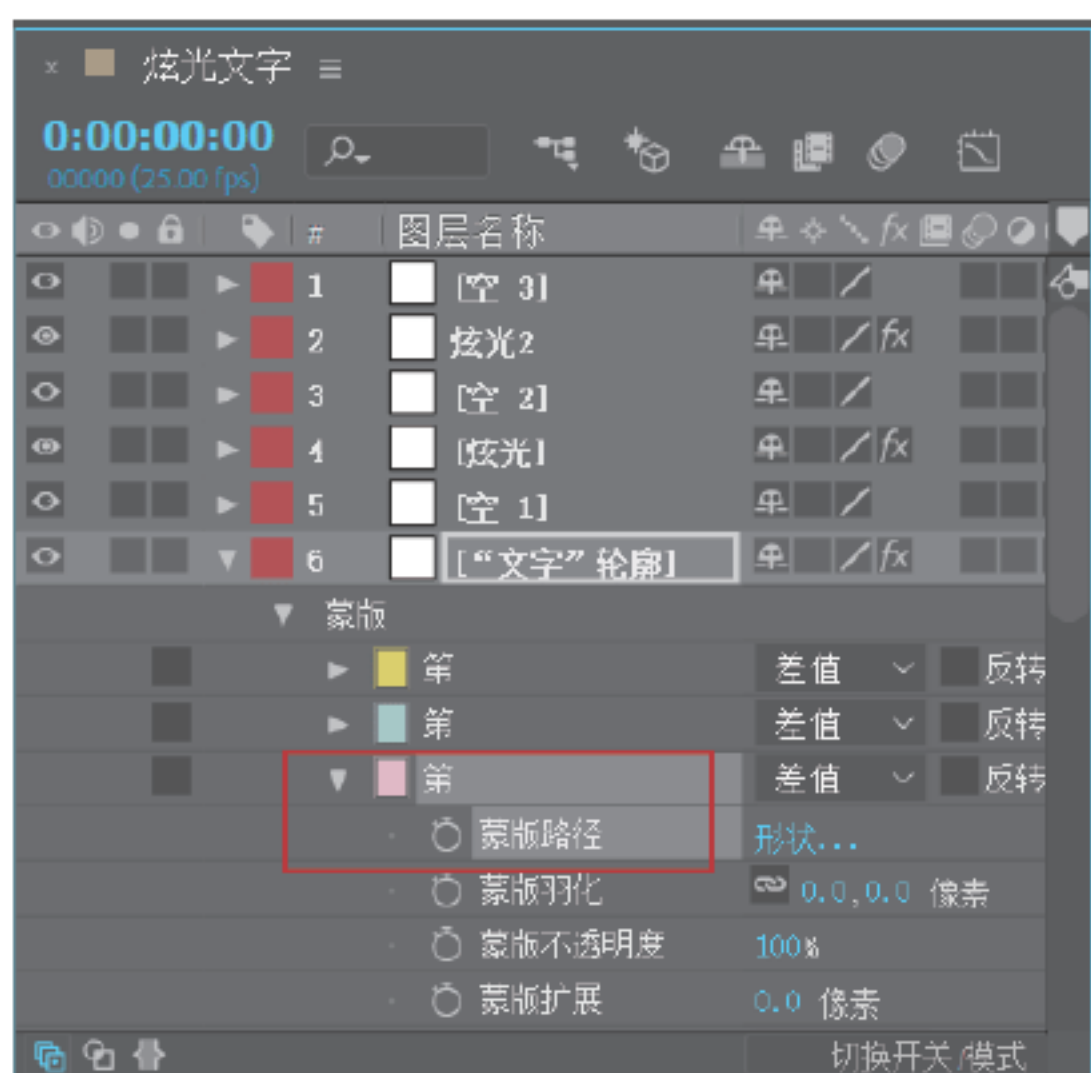 × 炫光文字 ≡
0:00:00:00
00000 (25.00 fps)
# 图层名称 fx
1 [空 3]
2 炫光2 fx
3 [空 2]
4 [炫光] fx
5 [空 1]
6 [“文字”轮廓] fx
蒙版
第 差值 反转
第 差值 反转
第 差值 反转
蒙版路径 形状...
蒙版羽化 0.0,0.0 像素
蒙版不透明度 100%
蒙版扩展 0.0 像素
切换开关/模式